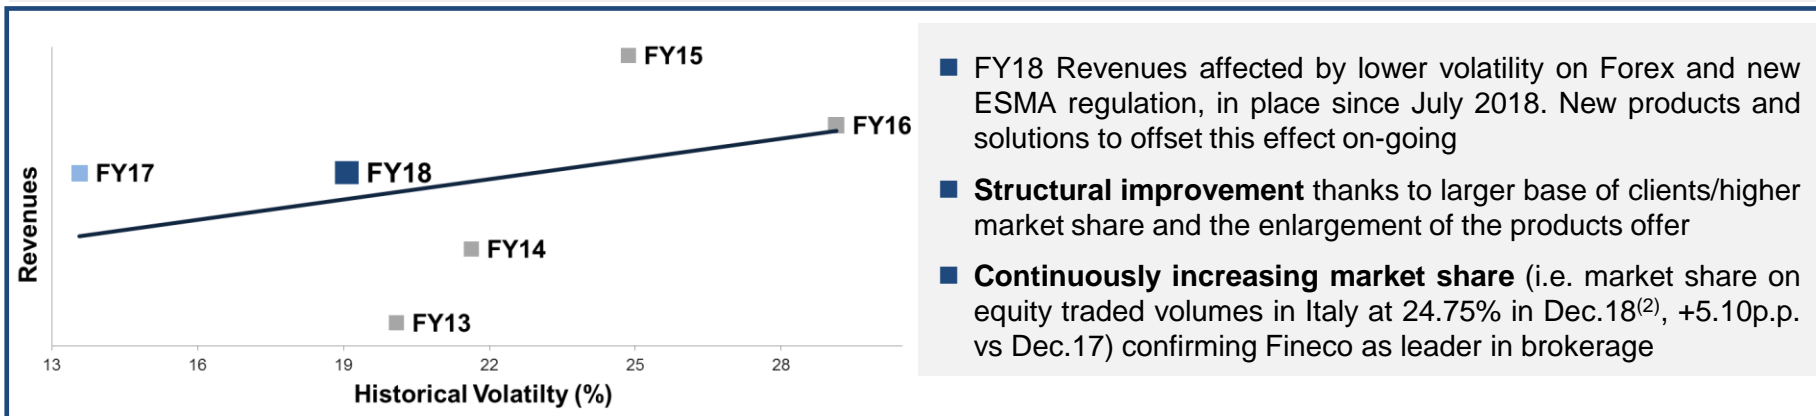 FY15
FY16
FY17
FY18
FY14
FY13
Revenues
13
16
19
22
25
28
Historical Volatilty (%)
■ FY18 Revenues affected by lower volatility on Forex and new
ESMA regulation, in place since July 2018. New products and
solutions to offset this effect on-going
■ Structural improvement thanks to larger base of clients/higher
market share and the enlargement of the products offer
■ Continuously increasing market share (i.e. market share on
equity traded volumes in Italy at 24.75% in Dec.18(2), +5.10p.p.
vs Dec.17) confirming Fineco as leader in brokerage